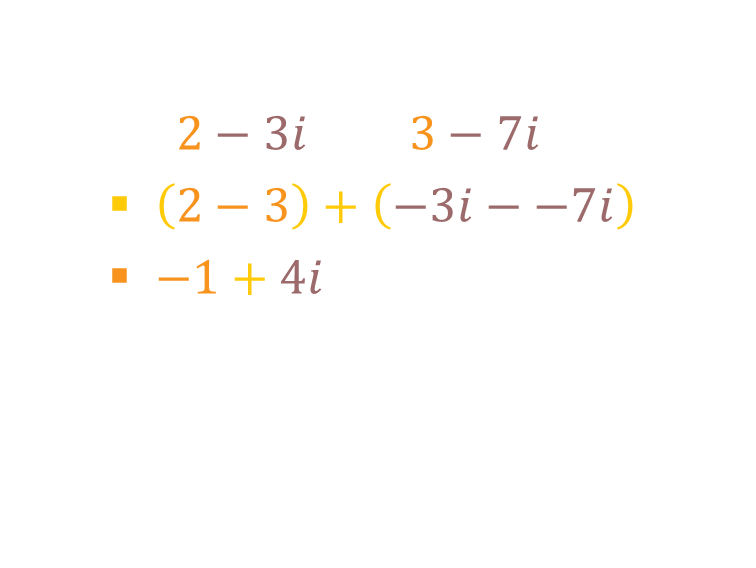 2 − 3𝑖 3 − 7𝑖
▪ (2 − 3) + (−3𝑖 − −7𝑖)
▪ −1 + 4𝑖